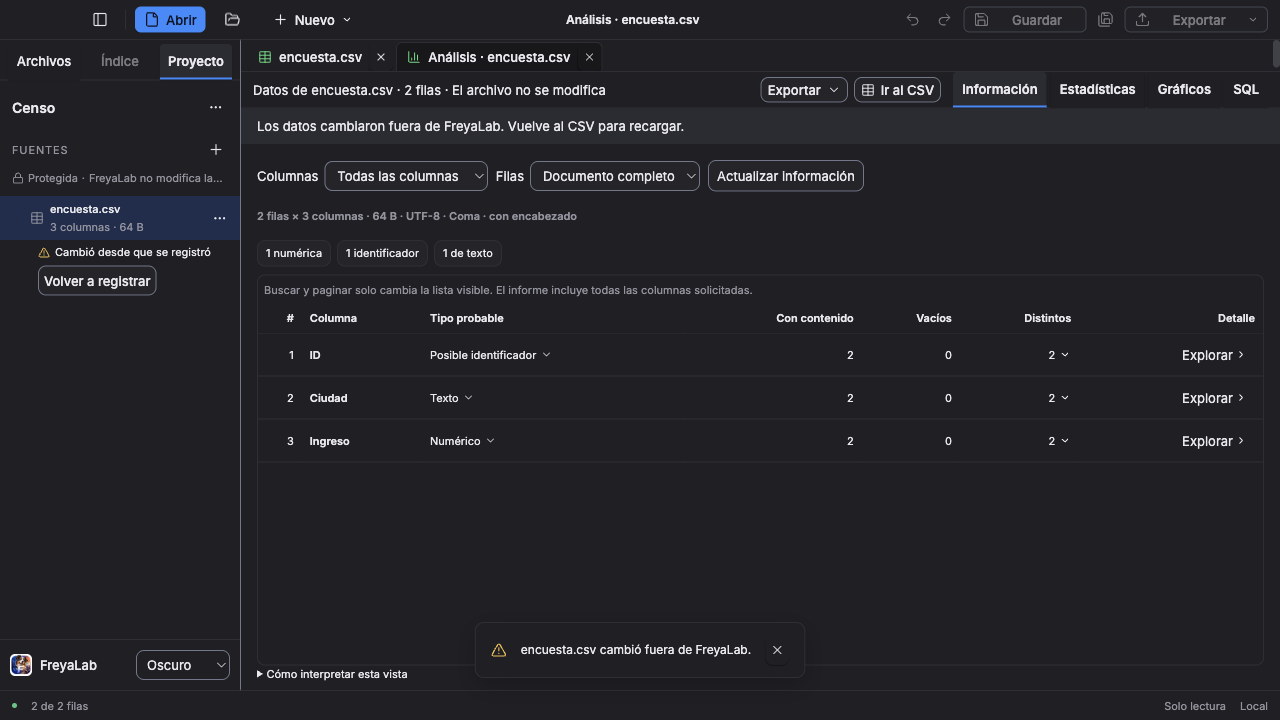 Abrir
Nuevo
Análisis · encuesta.csv
Guardar
Exportar
Archivos
Índice
Proyecto
encuesta.csv
Análisis · encuesta.csv
Censo
Datos de encuesta.csv · 2 filas · El archivo no se modifica
Exportar
Ir al CSV
Información
Estadísticas
Gráficos
SQL
Los datos cambiaron fuera de FreyaLab. Vuelve al CSV para recargar.
FUENTES
Protegida · FreyaLab no modifica la...
encuesta.csv
3 columnas · 64 B
Cambió desde que se registró
Volver a registrar
Columnas
Todas las columnas
Filas
Documento completo
Actualizar información
2 filas × 3 columnas · 64 B · UTF-8 · Coma · con encabezado
1 numérica
1 identificador
1 de texto
Buscar y paginar solo cambia la lista visible. El informe incluye todas las columnas solicitadas.
# Columna Tipo probable Con contenido Vacíos Distintos Detalle
1 ID Posible identificador 2 0 2 Explorar
2 Ciudad Texto 2 0 2 Explorar
3 Ingreso Numérico 2 0 2 Explorar
encuesta.csv cambió fuera de FreyaLab.
Cómo interpretar esta vista
FreyaLab
Oscuro
2 de 2 filas
Solo lectura
Local